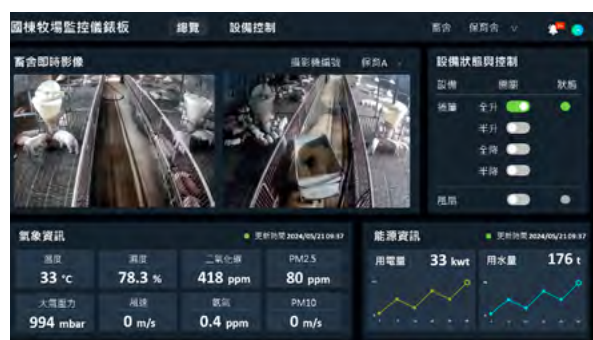 國棟牧場監控儀錶板 總覽 設備控制 畜舍 保育舍
畜舍即時影像 攝影機編號 保育A
設備狀態與控制
設備 開關 狀態
捲簾 全升
半升
全降
半降
風扇
氣象資訊 更新時間 2024/05/21 09:37
溫度 濕度 二氧化碳 PM2.5
33 °C 78.3 % 418 ppm 80 ppm
大氣壓力 風速 氨氣 PM10
994 mbar 0 m/s 0.4 ppm 0 m/s
能源資訊 更新時間 2024/05/21 09:37
用電量 33 kwt 用水量 176 t